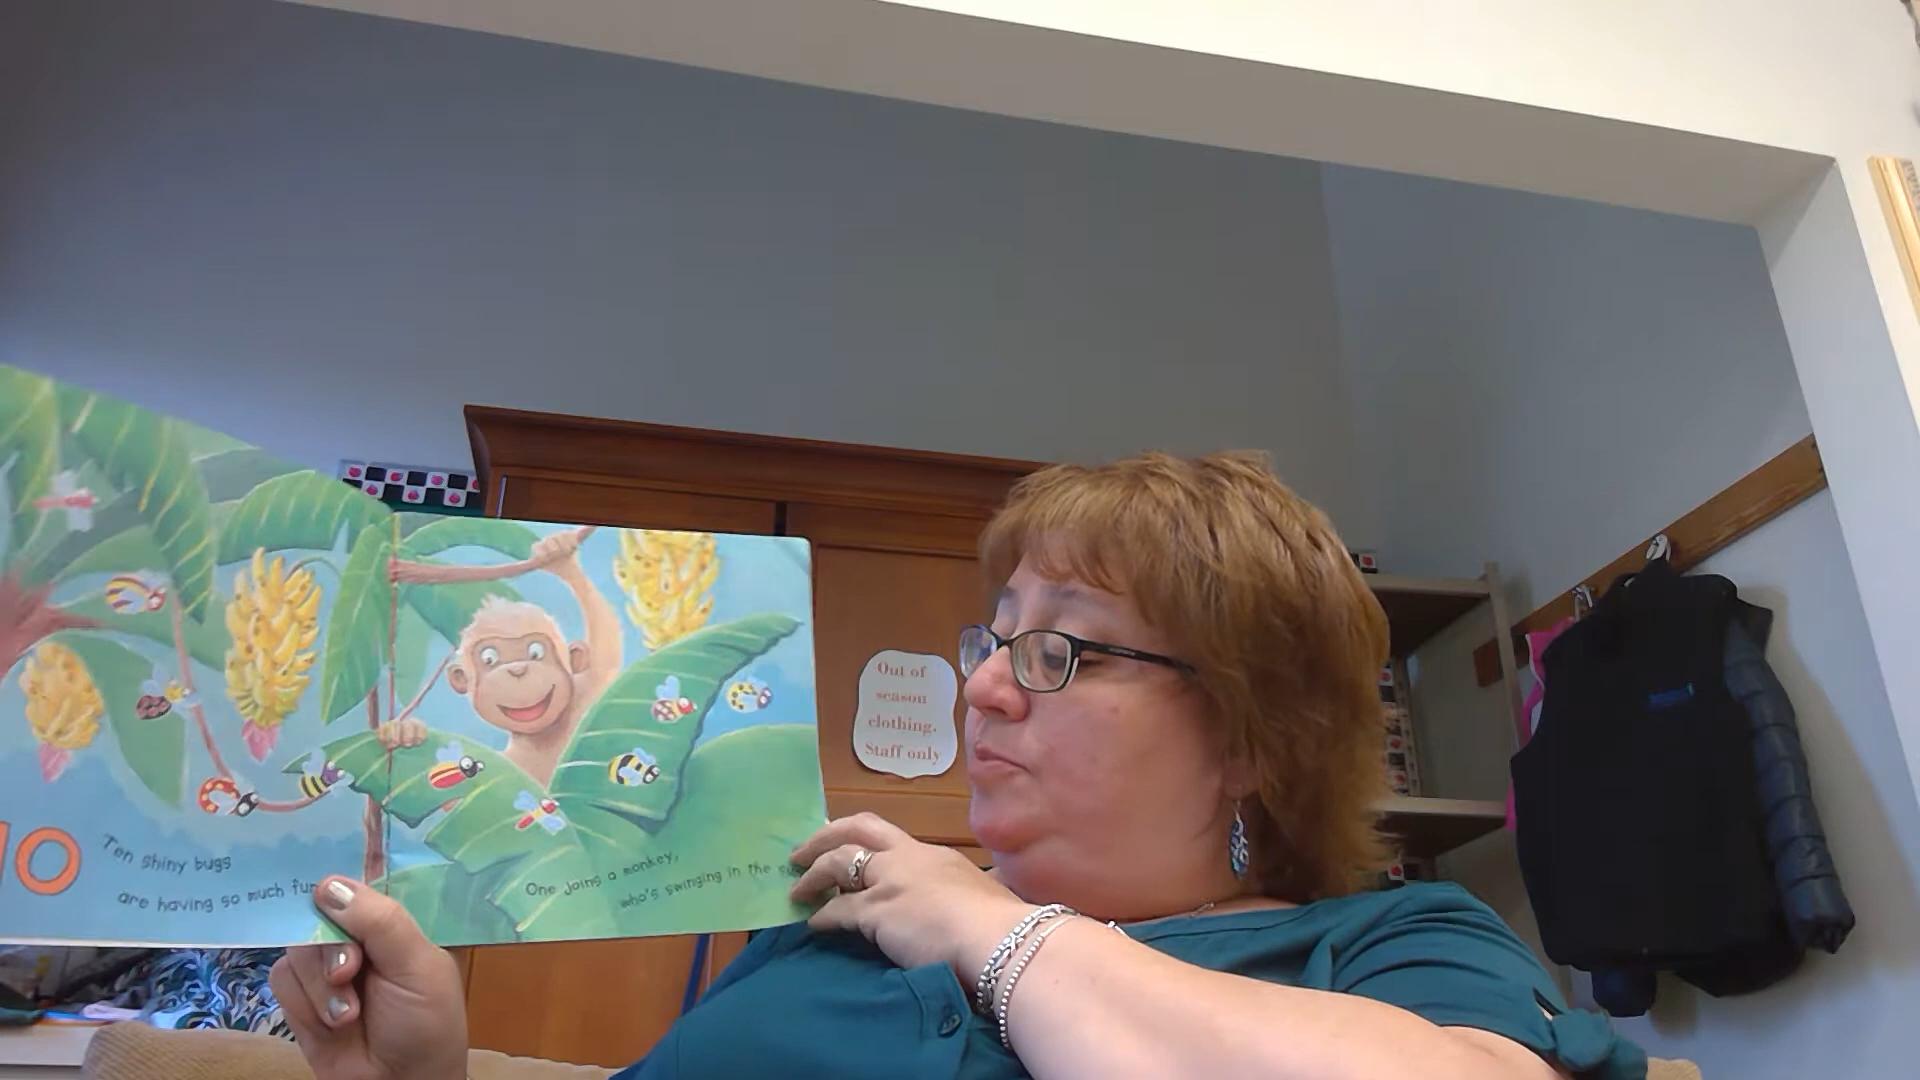 10
Ten shiny bugs
are having so much fun
One joins a monkey,
who's swinging in the
Out of
season
clothing.
Staff only